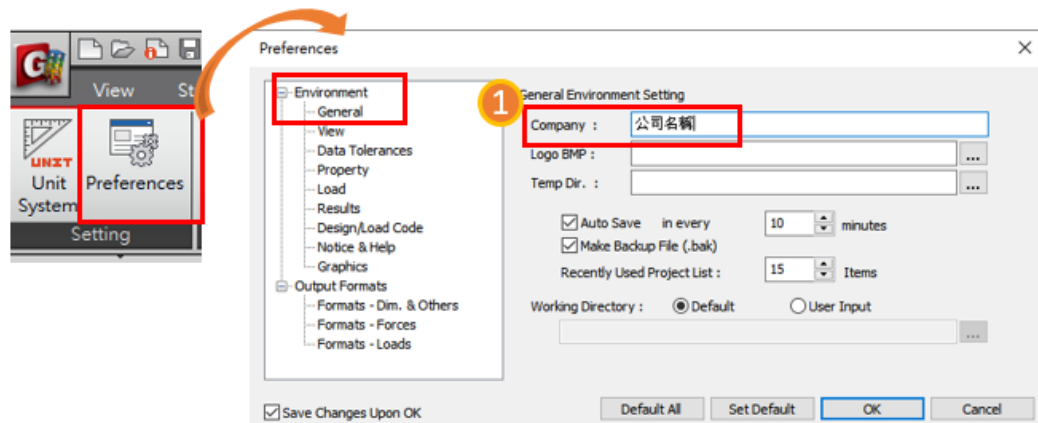 G
View
St
UNIT
Unit
System
Preferences
Setting
Preferences
Environment
General
View
Data Tolerances
Property
Load
Results
Design/Load Code
Notice & Help
Graphics
Output Formats
Formats - Dim. & Others
Formats - Forces
Formats - Loads
1
General Environment Setting
Company : 公司名稱
Logo BMP : ...
Temp Dir. : ...
Auto Save in every 10 minutes
Make Backup File (.bak)
Recently Used Project List : 15 Items
Working Directory : Default User Input
...
Save Changes Upon OK
Default All Set Default OK Cancel